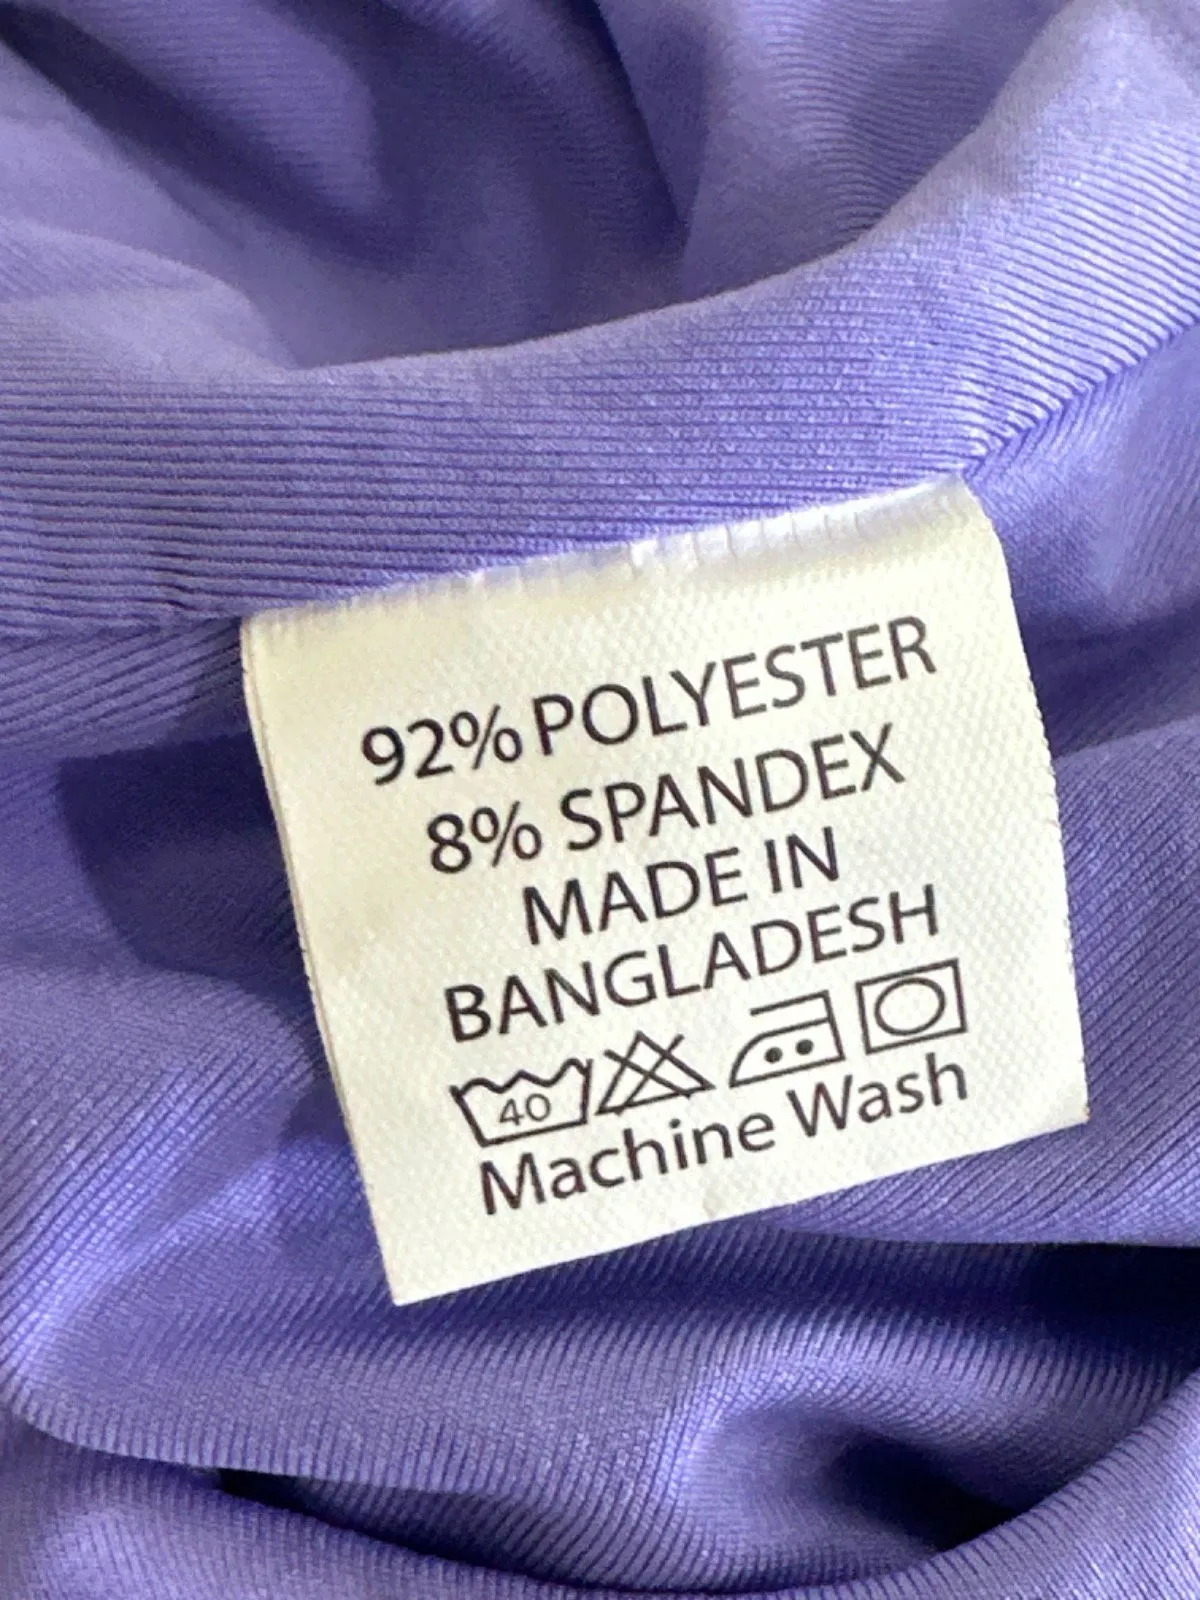 92% POLYESTER
8% SPANDEX
MADE IN
BANGLADESH
40
Machine Wash